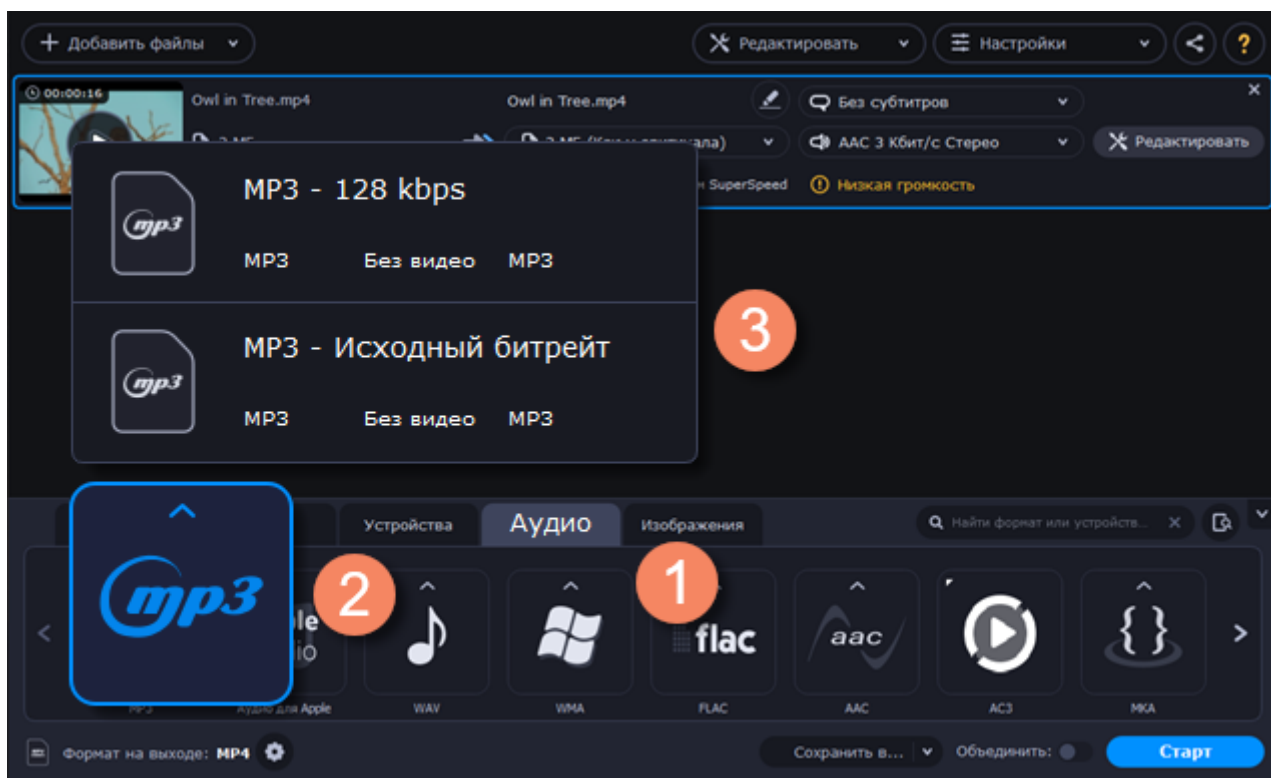 Добавить файлы
Редактировать
Настройки
?
00:00:16
Owl in Tree.mp4
Owl in Tree.mp4
Без субтитров
AAC 3 Кбит/с Стерео
Редактировать
SuperSpeed
Низкая громкость
MP3 - 128 kbps
mp3
MP3 Без видео MP3
MP3 - Исходный битрейт
mp3
MP3 Без видео MP3
3
Устройства
Аудио
Изображения
Найти формат или устройств...
mp3
2
1
flac
aac
MP3
Аудио для Apple
WAV
WMA
FLAC
AAC
AC3
MKA
Формат на выходе: MP4
Сохранить в...
Объединить:
Старт